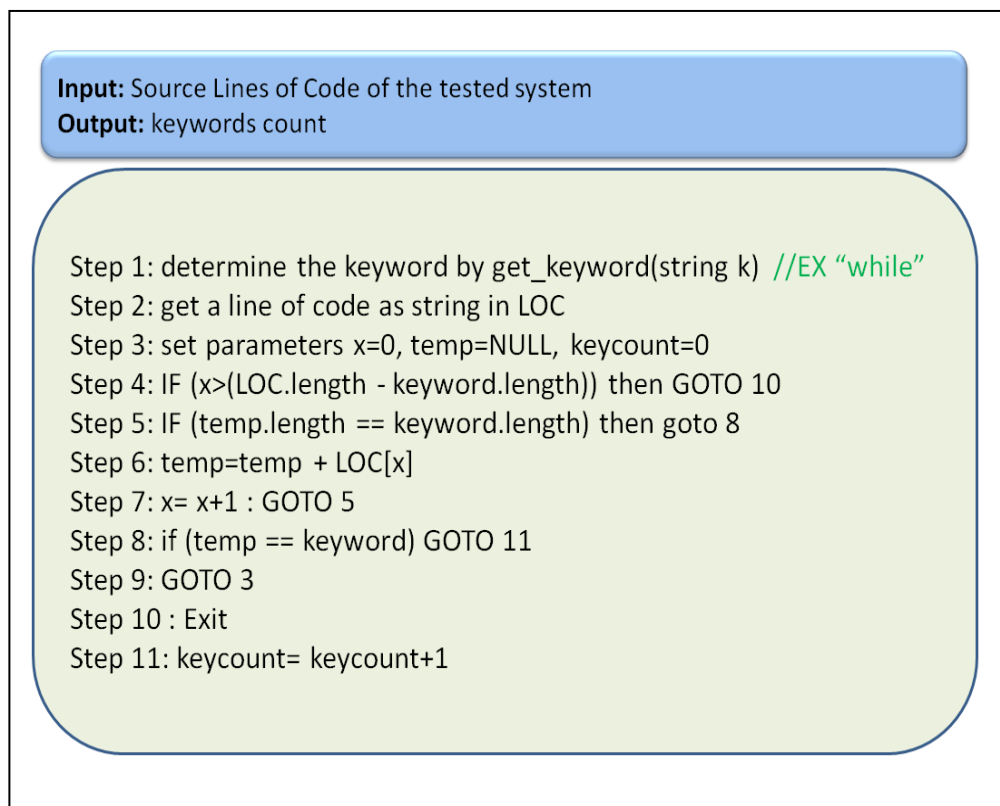 Input: Source Lines of Code of the tested system
Output: keywords count
Step 1: determine the keyword by get_keyword(string k) //EX “while”
Step 2: get a line of code as string in LOC
Step 3: set parameters x=0, temp=NULL, keycount=0
Step 4: IF (x>(LOC.length - keyword.length)) then GOTO 10
Step 5: IF (temp.length == keyword.length) then goto 8
Step 6: temp=temp + LOC[x]
Step 7: x= x+1 : GOTO 5
Step 8: if (temp == keyword) GOTO 11
Step 9: GOTO 3
Step 10 : Exit
Step 11: keycount= keycount+1